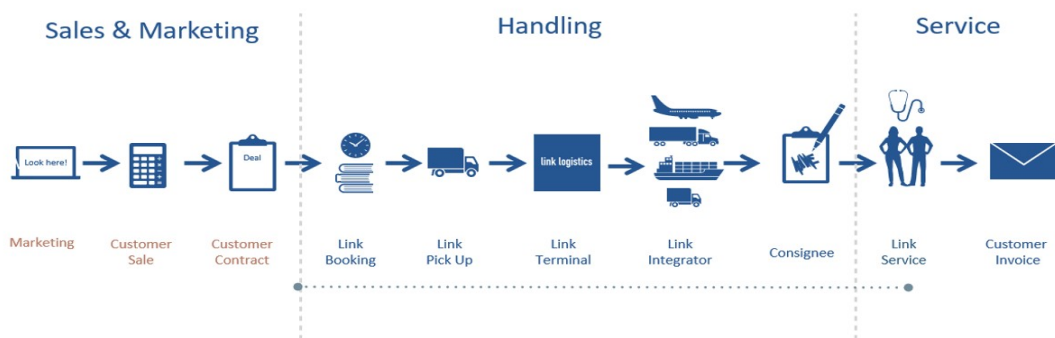 Sales & Marketing
Handling
Service
Look here!
Deal
link logistics
Marketing
Customer
Sale
Customer
Contract
Link
Booking
Link
Pick Up
Link
Terminal
Link
Integrator
Consignee
Link
Service
Customer
Invoice